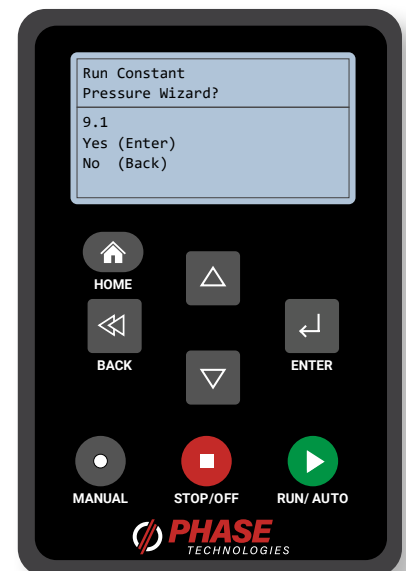 Run Constant
Pressure Wizard?
9.1
Yes (Enter)
No (Back)
HOME
BACK
ENTER
MANUAL
STOP/OFF
RUN/ AUTO
PHASE
TECHNOLOGIES